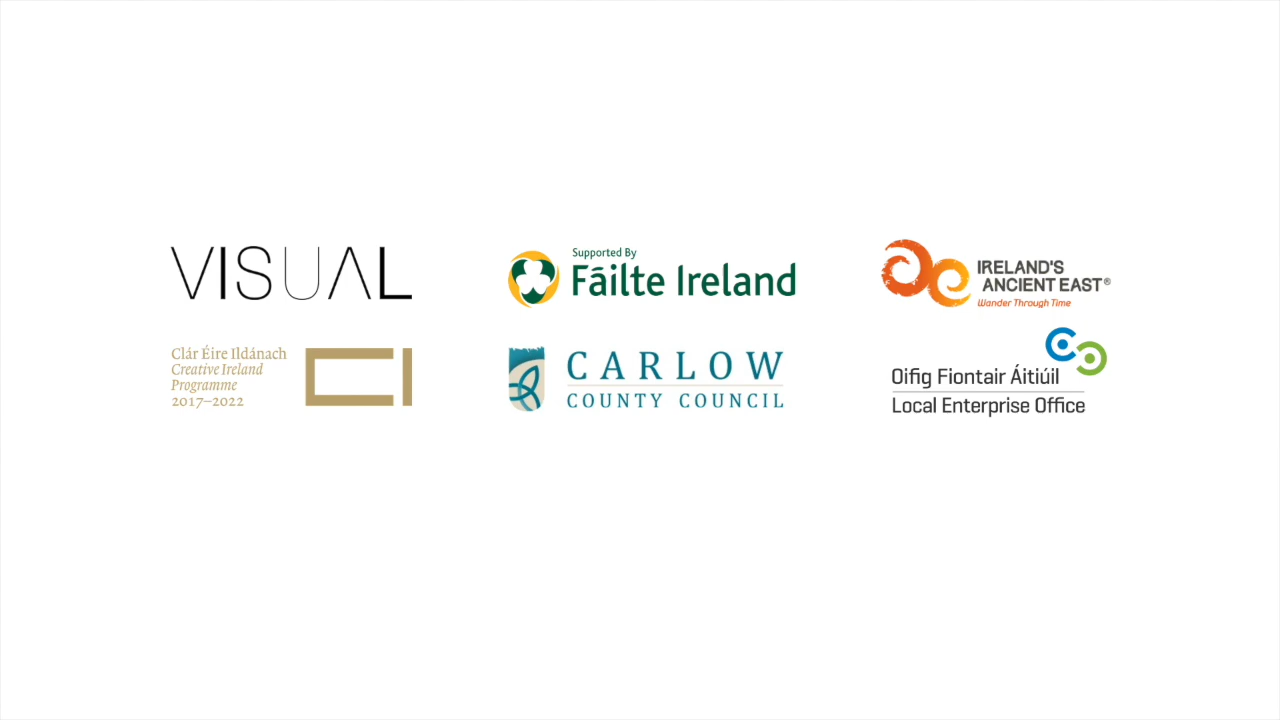 VISUAL
Supported By
Fáilte Ireland
IRELAND'S
ANCIENT EAST®
Wander Through Time
Clár Éire Ildánach
Creative Ireland
Programme
2017–2022
CARLOW
COUNTY COUNCIL
Oifig Fiontair Áitiúil
Local Enterprise Office